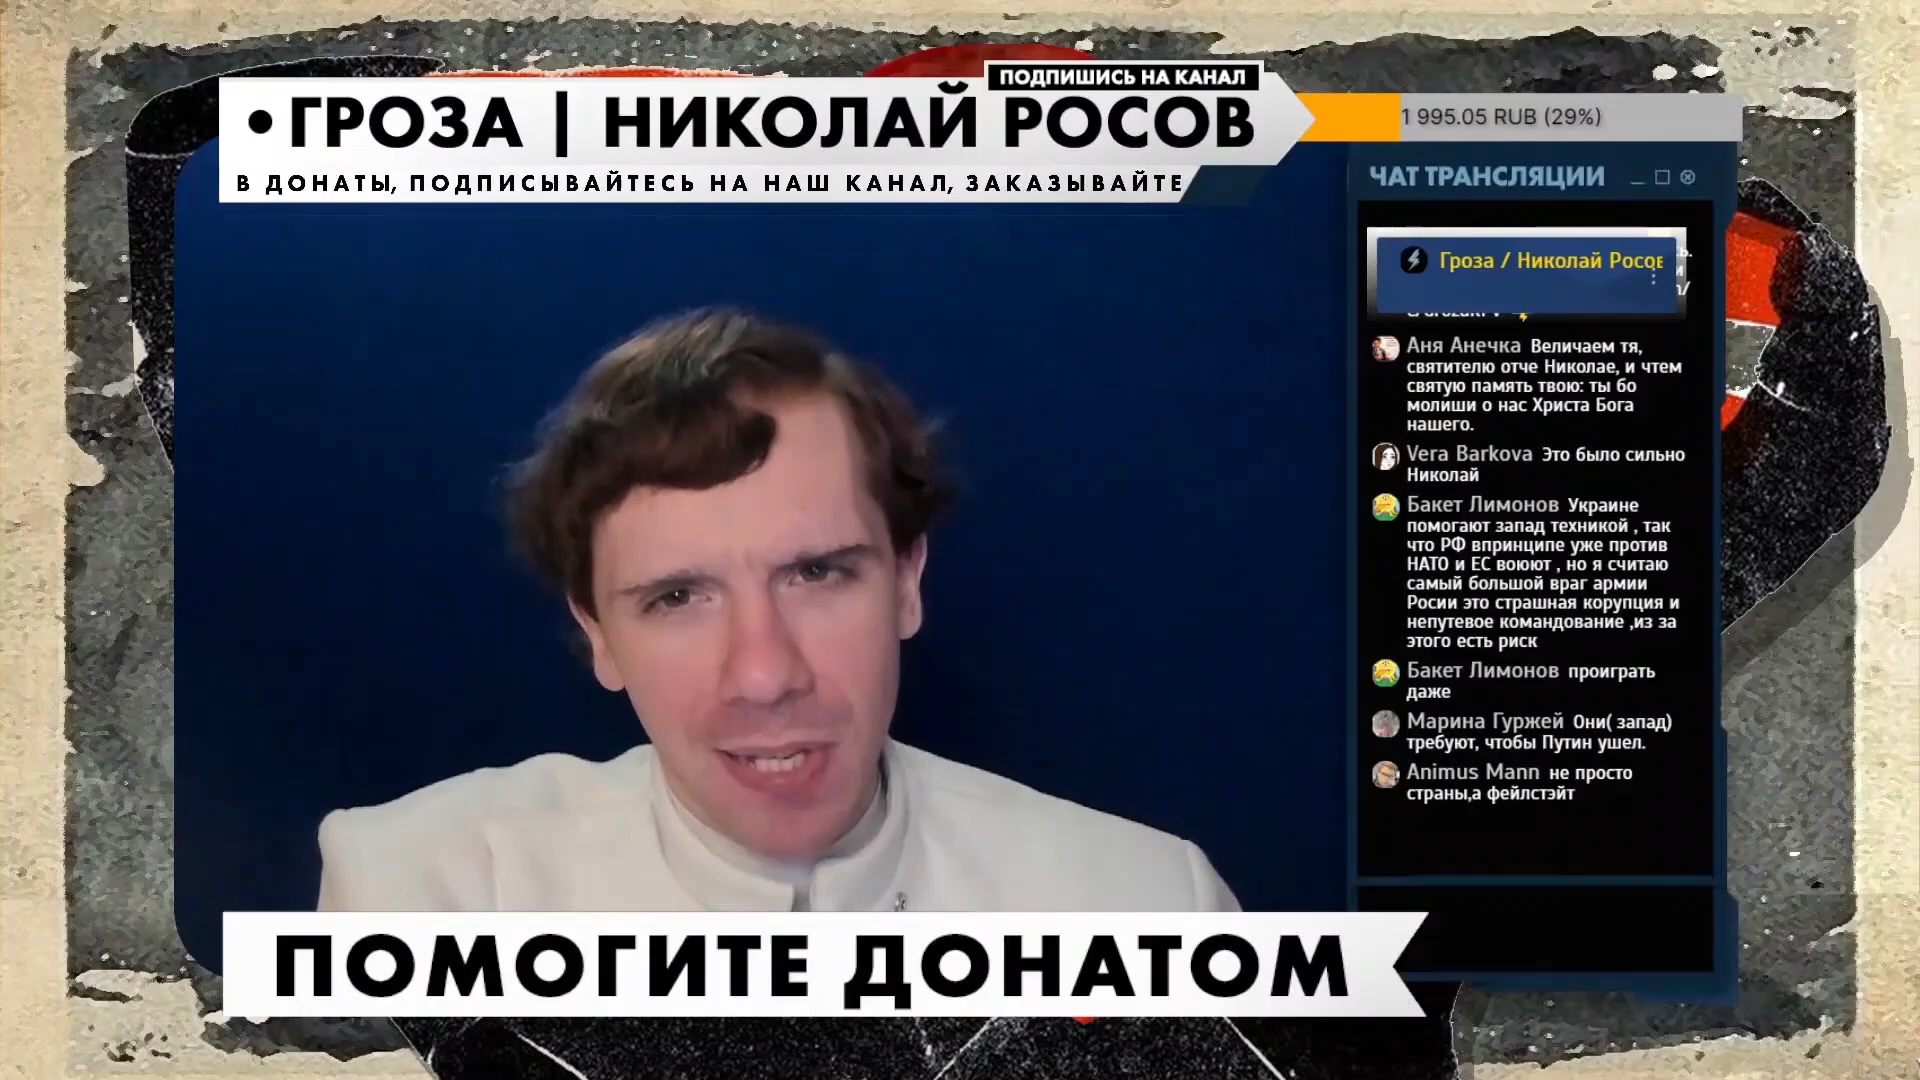 ПОДПИШИСЬ НА КАНАЛ
• ГРОЗА | НИКОЛАЙ РОСОВ
В ДОНАТЫ, ПОДПИСЫВАЙТЕСЬ НА НАШ КАНАЛ, ЗАКАЗЫВАЙТЕ
1 995.05 RUB (29%)
ЧАТ ТРАНСЛЯЦИИ
Гроза / Николай Росов
Аня Анечка Величаем тя,
святителю отче Николае, и чтем
святую память твою: ты бо
молиши о нас Христа Бога
нашего.
Vera Barkova Это было сильно
Николай
Бакет Лимонов Украине
помогают запад техникой , так
что РФ впринципе уже против
НАТО и ЕС воюют , но я считаю
самый большой враг армии
Росии это страшная корупция и
непутевое командование ,из за
этого есть риск
Бакет Лимонов проиграть
даже
Марина Гуржей Они( запад)
требуют, чтобы Путин ушел.
Animus Mann не просто
страны,а фейлстэйт
ПОМОГИТЕ ДОНАТОМ